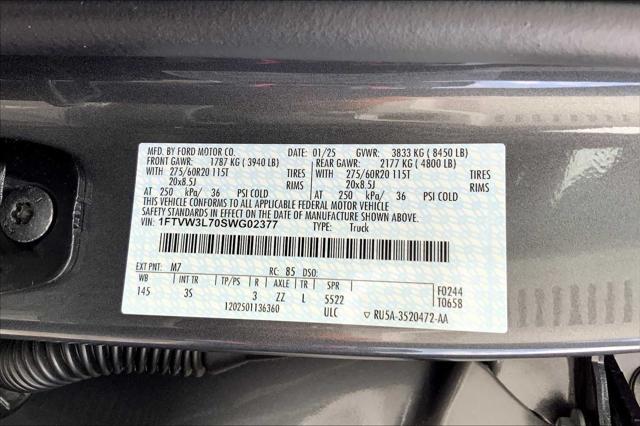 MFD. BY FORD MOTOR CO. 01/25 GVWR: 3833 KG ( 8450 LB)
FRONT GAWR: 1787 KG ( 3940 LB) REAR GAWR: 2177 KG ( 4800 LB)
275/60R20 115T TIRES 275/60R20 115T TIRES
20x8.5J RIMS 20x8.5J RIMS
AT 250 kPa/ 36 PSI COLD AT 250 kPa/ 36 PSI COLD
THIS VEHICLE CONFORMS TO ALL APPLICABLE FEDERAL MOTOR VEHICLE
SAFETY STANDARDS IN EFFECT ON THE DATE OF MANUFACTURE SHOWN ABOVE.
VIN: 1FTVW3L70SWG02377 TYPE: Truck
EXT PNT: M7 RC: 85 DSO:
WB INT TR TP/PS R AXLE TR SPR F0244
145 3S 3 ZZ L 5522 T0658
1202501136360 ULC RU5A-3520472-AA